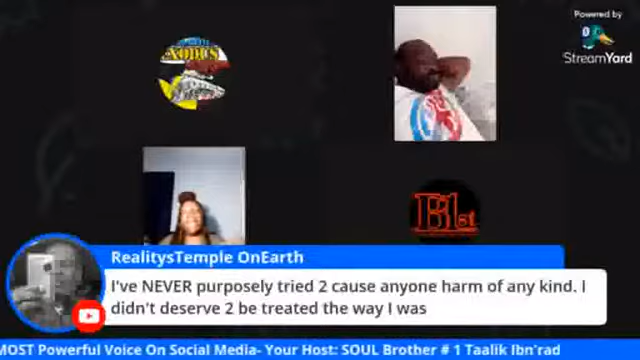 Powered by
StreamYard
EXODICS
B1st
RealitysTemple OnEarth
I've NEVER purposely tried 2 cause anyone harm of any kind. I
didn't deserve 2 be treated the way I was
MOST Powerful Voice On Social Media- Your Host: SOUL Brother # 1 Taalik Ibn'rad